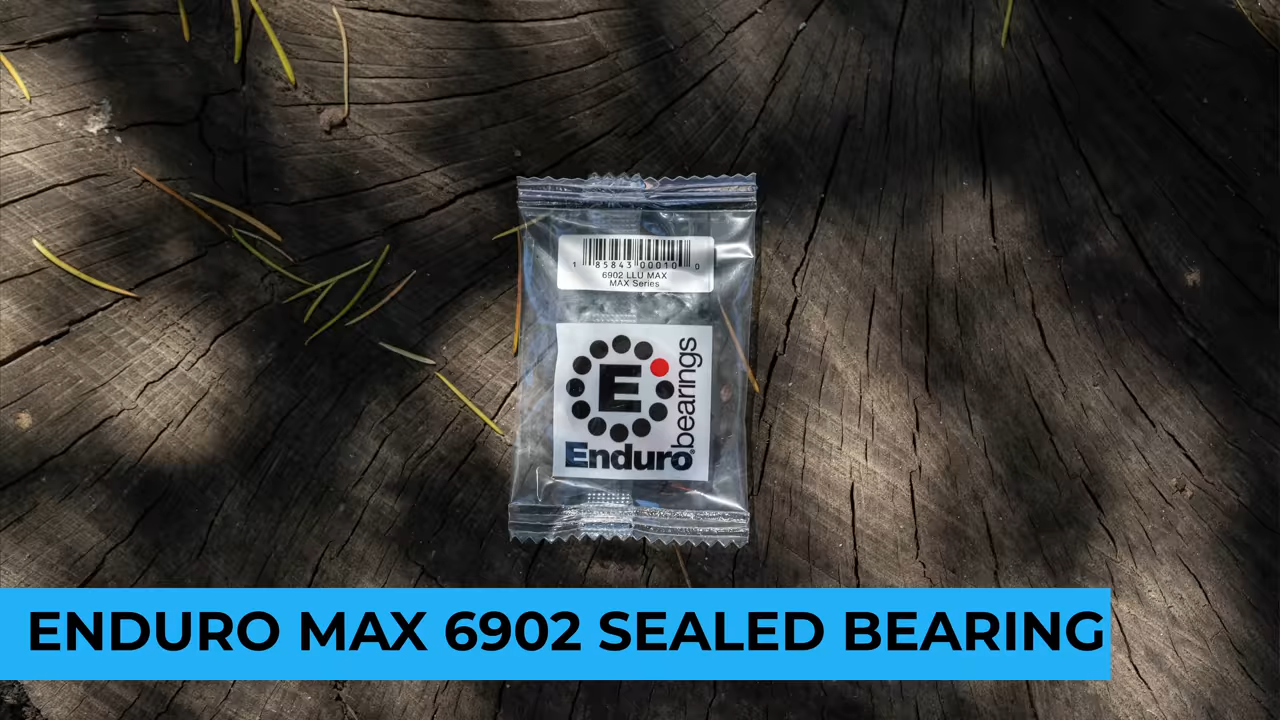 1 85843 00010 0
6902 LLU MAX
MAX Series
E
Enduro®
bearings
ENDURO MAX 6902 SEALED BEARING